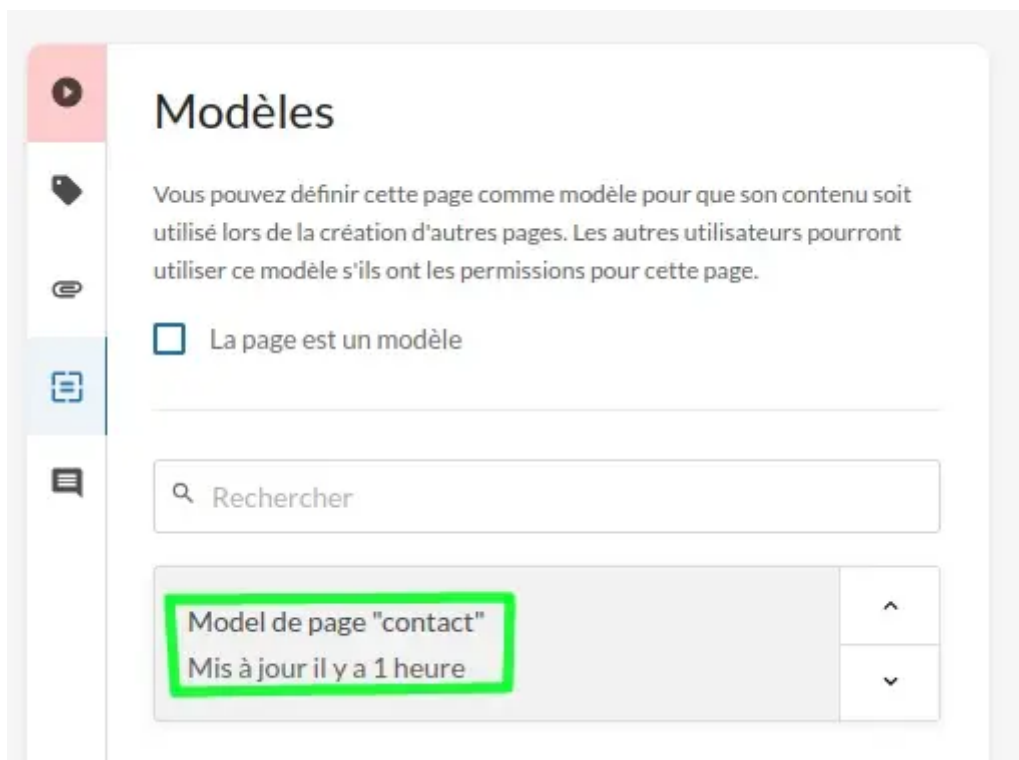 Modèles
Vous pouvez définir cette page comme modèle pour que son contenu soit
utilisé lors de la création d'autres pages. Les autres utilisateurs pourront
utiliser ce modèle s'ils ont les permissions pour cette page.
La page est un modèle
Rechercher
Model de page "contact"
Mis à jour il y a 1 heure